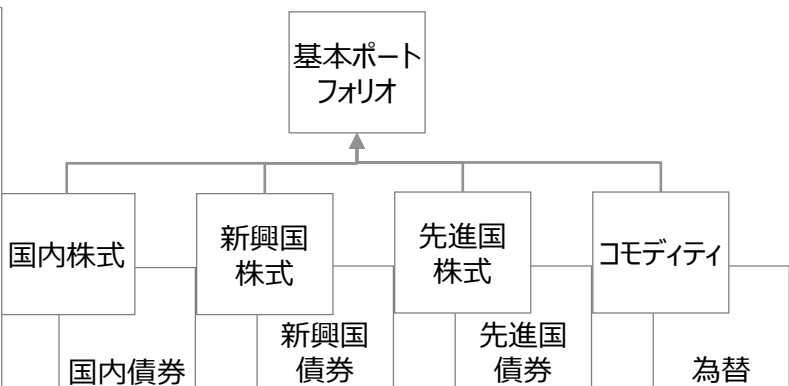 基本ポート
フォリオ
国内株式
新興国
株式
先進国
株式
コモディティ
国内債券
新興国
債券
先進国
債券
為替